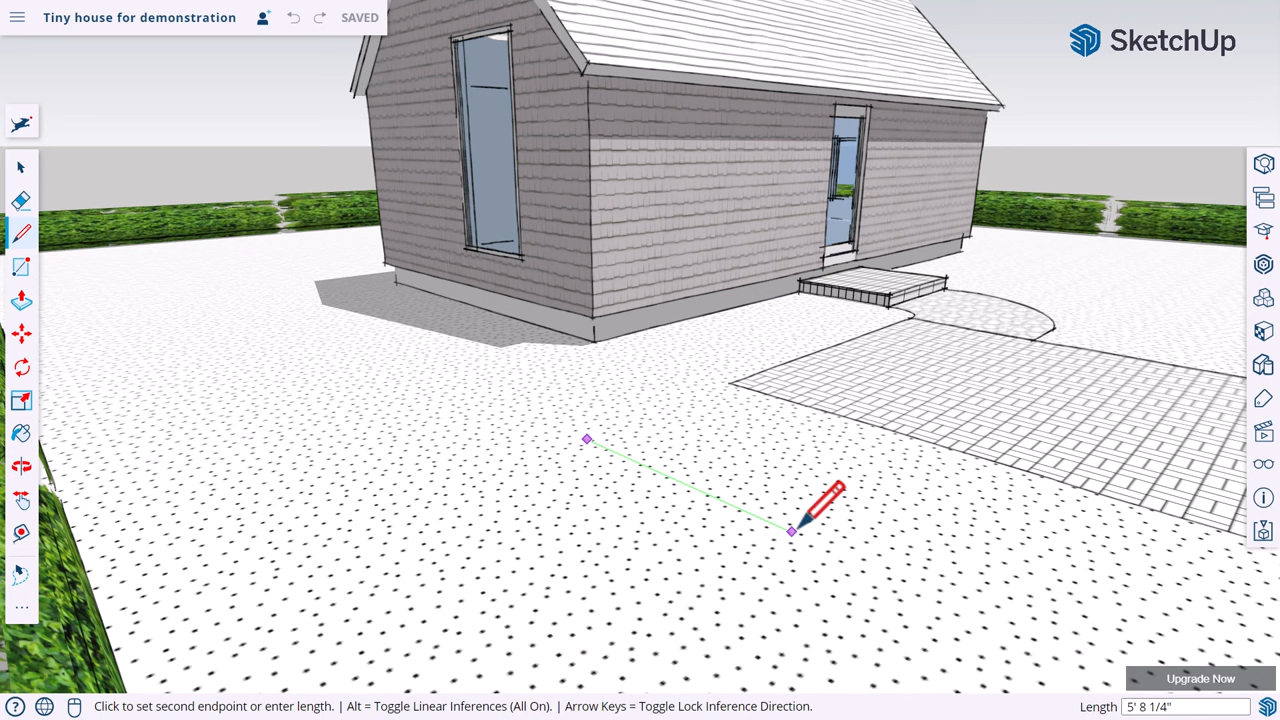 Tiny house for demonstration
SAVED
SketchUp
Upgrade Now
Click to set second endpoint or enter length. | Alt = Toggle Linear Inferences (All On). | Arrow Keys = Toggle Lock Inference Direction.
Length 5' 8 1/4"